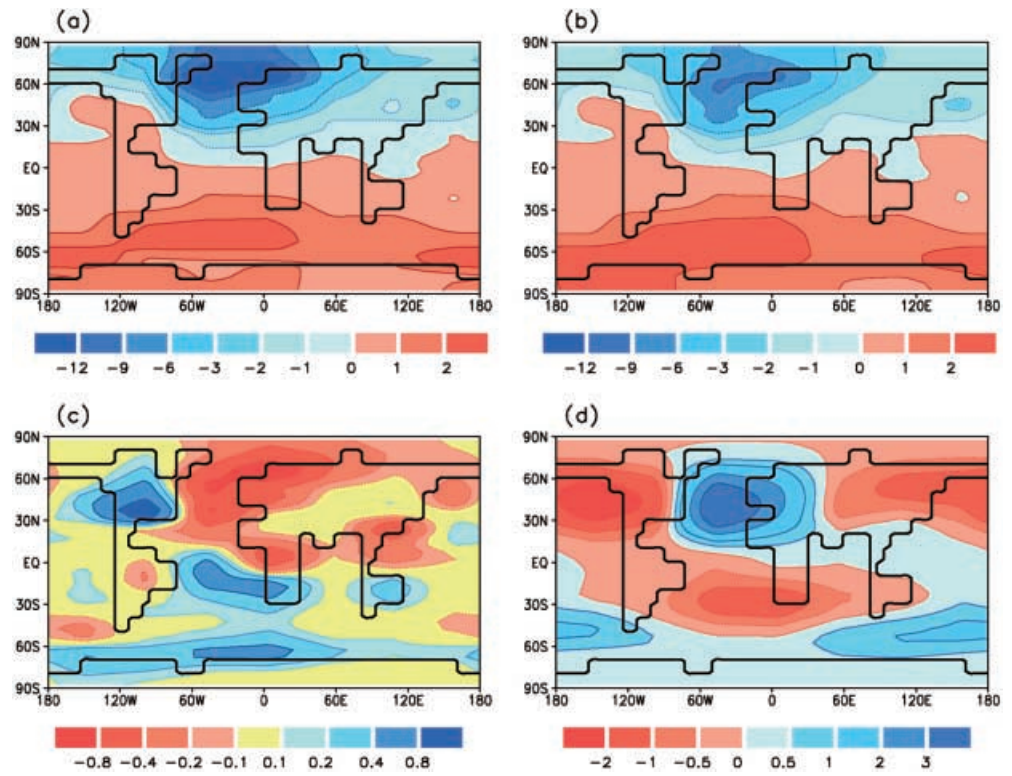 (a)
90N
60N
30N
EQ
30S
60S
90S
180 120W 60W 0 60E 120E 180
-12 -9 -6 -3 -2 -1 0 1 2
(b)
90N
60N
30N
EQ
30S
60S
90S
180 120W 60W 0 60E 120E 180
-12 -9 -6 -3 -2 -1 0 1 2
(c)
90N
60N
30N
EQ
30S
60S
90S
180 120W 60W 0 60E 120E 180
-0.8 -0.4 -0.2 -0.1 0.1 0.2 0.4 0.8
(d)
90N
60N
30N
EQ
30S
60S
90S
180 120W 60W 0 60E 120E 180
-2 -1 -0.5 0 0.5 1 2 3